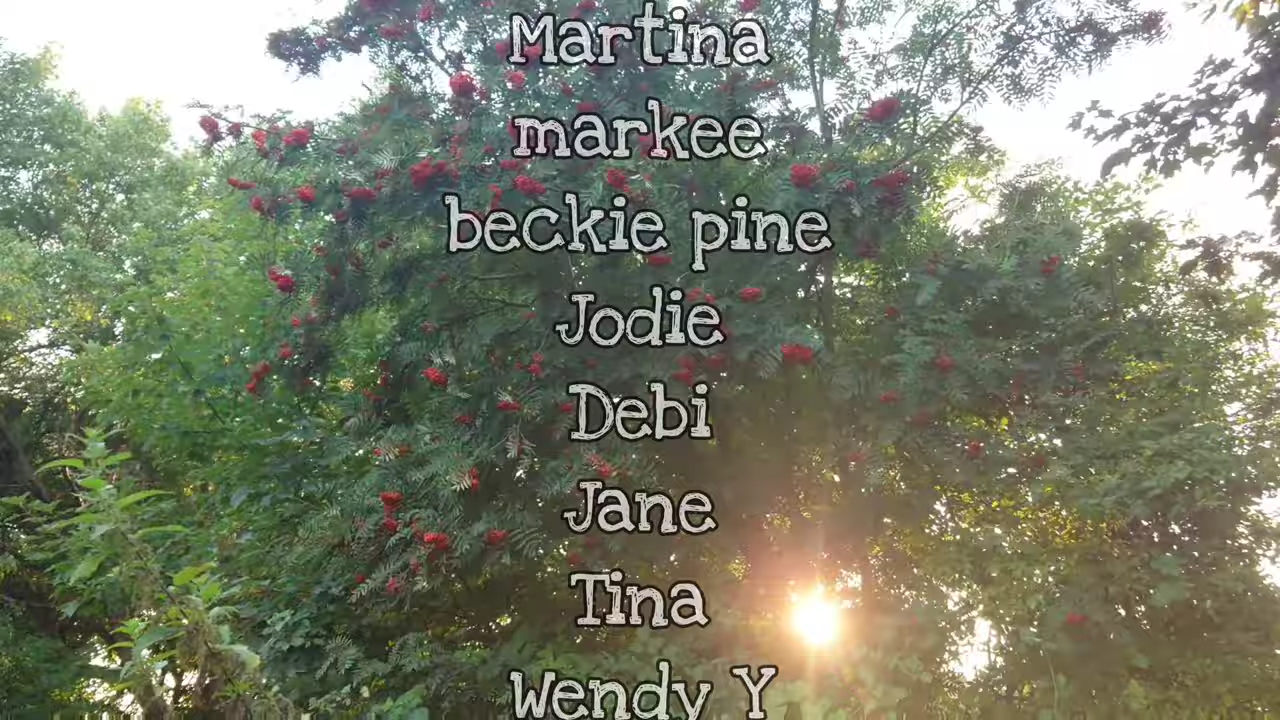 Martina
markee
beckie pine
Jodie
Debi
Jane
Tina
Wendy Y